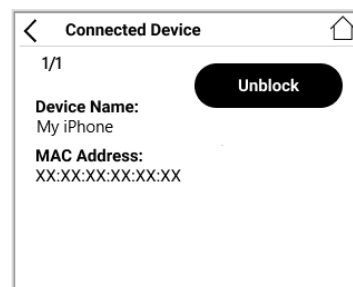 Connected Device
1/1
Unblock
Device Name:
My iPhone
MAC Address:
XX:XX:XX:XX:XX:XX